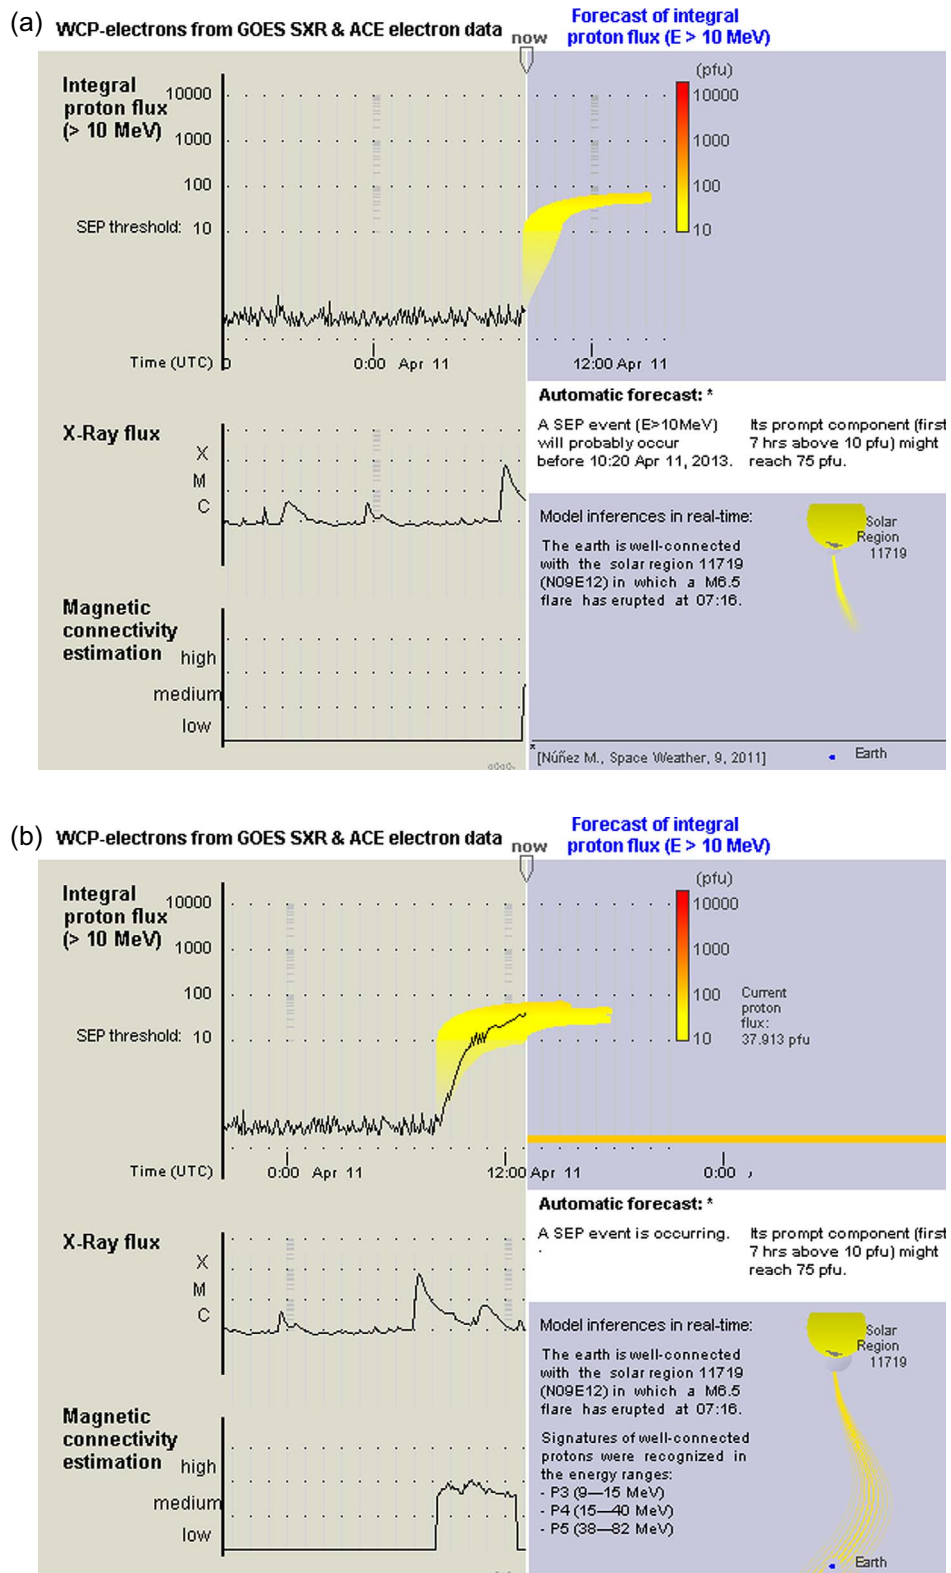 (a)
WCP-electrons from GOES SXR & ACE electron data
now
Forecast of integral
proton flux (E > 10 MeV)
Integral
proton flux
(> 10 MeV)
10000
1000
100
SEP threshold: 10
(pfu)
10000
1000
100
10
Time (UTC)
0:00 Apr 11
12:00 Apr 11
Automatic forecast: *
A SEP event (E>10MeV)
will probably occur
before 10:20 Apr 11, 2013.
Its prompt component (first
7 hrs above 10 pfu) might
reach 75 pfu.
X-Ray flux
X
M
C
Model inferences in real-time:
The earth is well-connected
with the solar region 11719
(N09E12) in which a M6.5
flare has erupted at 07:16.
Solar
Region
11719
Magnetic
connectivity
estimation
high
medium
low
*
[Núñez M., Space Weather, 9, 2011]
Earth
(b)
WCP-electrons from GOES SXR & ACE electron data
now
Forecast of integral
proton flux (E > 10 MeV)
Integral
proton flux
(> 10 MeV)
10000
1000
100
SEP threshold: 10
(pfu)
10000
1000
100
10
Current
proton
flux:
37.913 pfu
Time (UTC)
0:00 Apr 11
12:00 Apr 11
0:00
Automatic forecast: *
A SEP event is occurring.
.
Its prompt component (first
7 hrs above 10 pfu) might
reach 75 pfu.
X-Ray flux
X
M
C
Model inferences in real-time:
The earth is well-connected
with the solar region 11719
(N09E12) in which a M6.5
flare has erupted at 07:16.
Signatures of well-connected
protons were recognized in
the energy ranges:
- P3 (9—15 MeV)
- P4 (15—40 MeV)
- P5 (38—82 MeV)
Solar
Region
11719
Magnetic
connectivity
estimation
high
medium
low
Earth